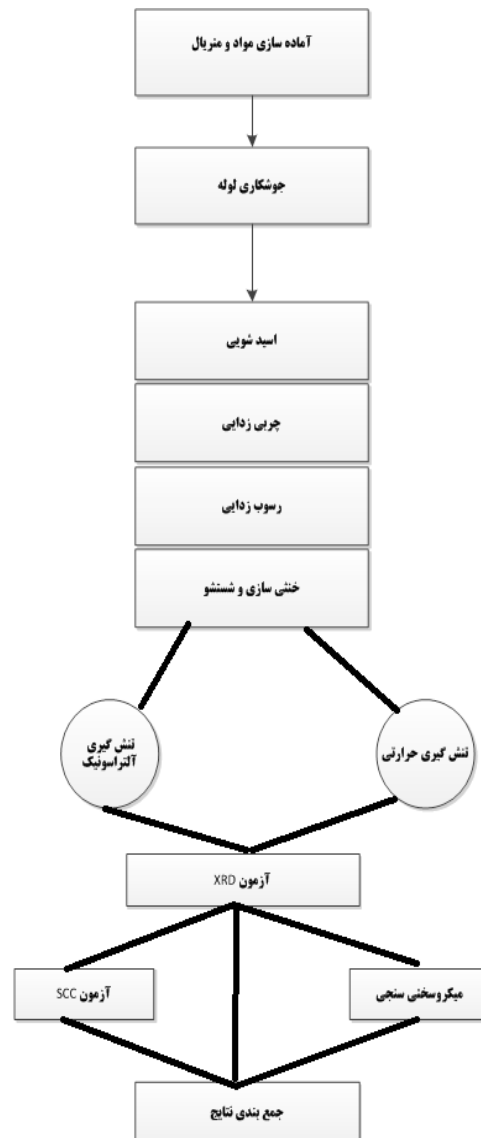 آماده سازی مواد و متریال
جوشکاری لوله
اسید شویی
چربی زدایی
رسوب زدایی
خنثی سازی و شستشو
تنش گیری حرارتی
تنش گیری
آلتراسونیک
آزمون XRD
میکروسختی سنجی
آزمون SCC
جمع بندی نتایج